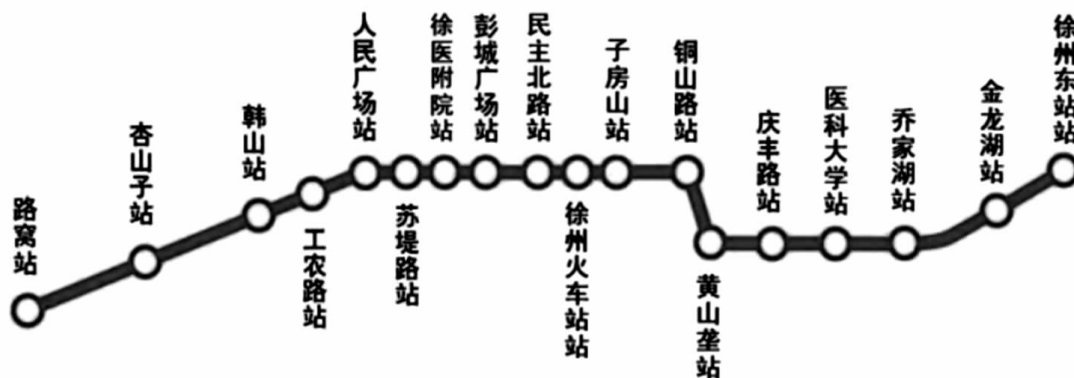 路窝站
杏山子站
韩山站
工农路站
人民广场站
苏堤路站
徐医附院站
彭城广场站
民主北路站
徐州火车站站
子房山站
铜山路站
黄山垄站
庆丰路站
医科大学站
乔家湖站
金龙湖站
徐州东站站